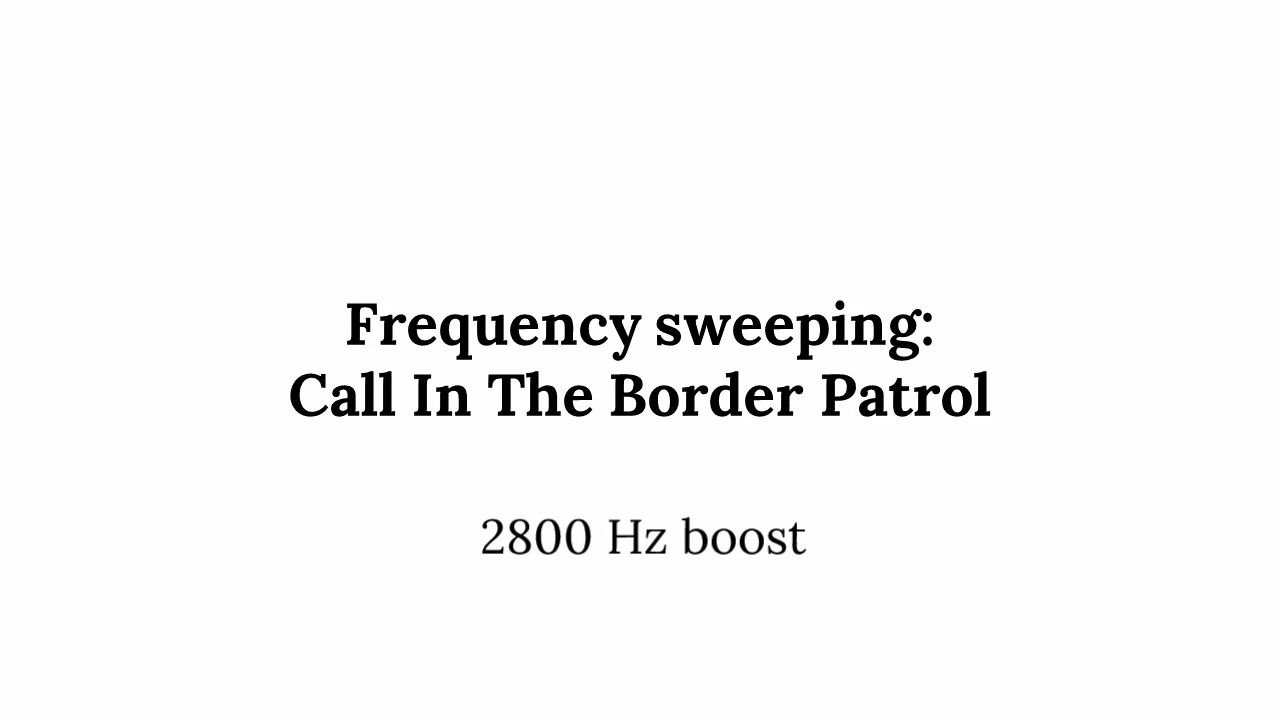 Frequency sweeping:
Call In The Border Patrol
2800 Hz boost